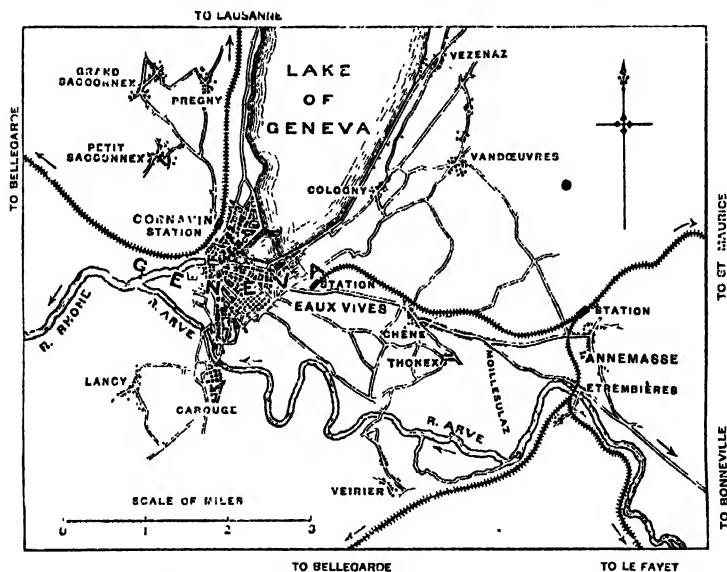 TO LAUSANNE
GRAND
SACCONNEX
PREGNY
LAKE
OF
GENEVA
VEZENAZ
PETIT
SACCONNEX
VANDŒUVRES
COLOGNY
TO BELLEGARDE
CORNAVIN
STATION
GENEVA
STATION
EAUX VIVES
TO ST MAURICE
STATION
R. RHONE
R. ARVE
CHÊNE
THONEX
MOILLESULAZ
ANNEMASSE
ETREMBIÈRES
LANCY
CAROUGE
R. ARVE
VEIRIER
SCALE OF MILES
0 1 2 3
TO BONNEVILLE
TO BELLEGARDE
TO LE FAYET